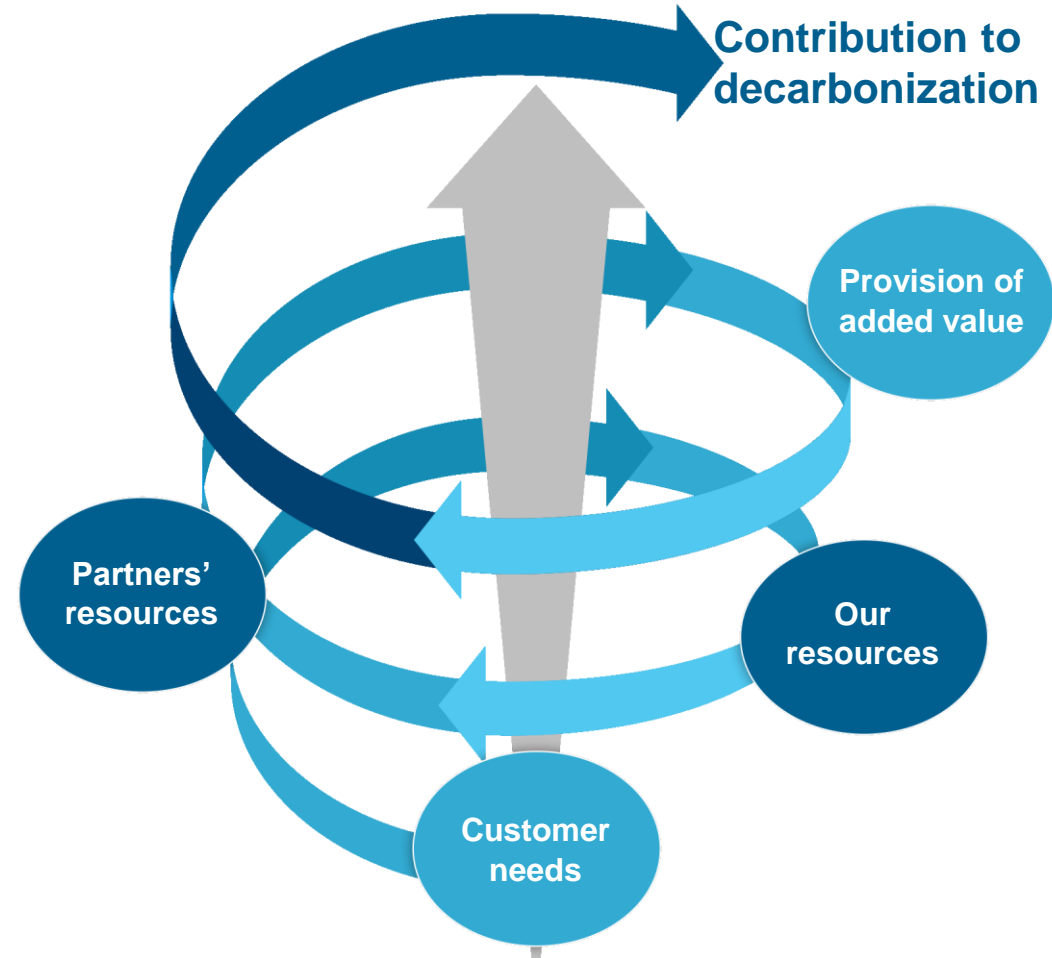 Contribution to
decarbonization
Provision of
added value
Partners’
resources
Our
resources
Customer
needs